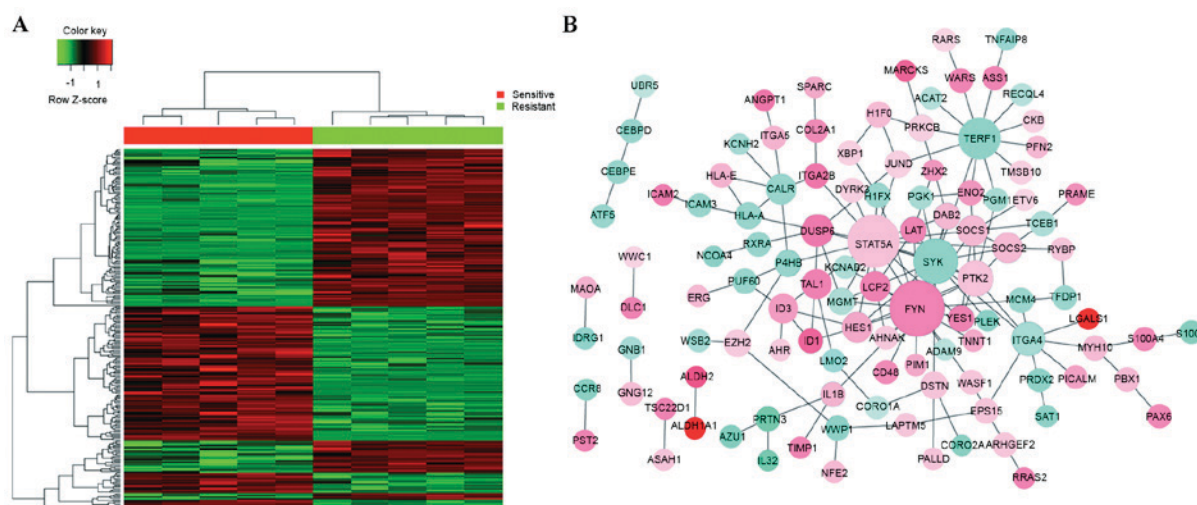 A
Color key
-1 1
Row Z-score
Sensitive
Resistant
B
RARS
TNFAIP8
MARCKS
WARS
ASS1
UBR5
SPARC
ACAT2
RECQL4
ANGPT1
H1F0
CEBPD
ITGA5
COL2A1
PRKCB
CKB
KCNH2
XBP1
TERF1
PFN2
JUND
CEBPE
HLA-E
ITGA2B
ZHX2
TMSB10
CALR
DYRK2
H1FX
ENO2
ICAM2
ICAM3
PGK1
PGM1
ETV6
PRAME
ATF5
HLA-A
DAB2
TCEB1
DUSP6
LAT
SOCS1
RXRA
STAT5A
SOCS2
RYBP
NCOA4
P4HB
SYK
WWC1
KCNAB2
PTK2
PUF60
TAL1
LCP2
MCM4
TFDP1
MAOA
ERG
MGMT
DLC1
ID3
FYN
YES1
LGALS1
PLEK
HES1
S100A4
S100
IDRG1
GNB1
WSB2
EZH2
ID1
AHNAK
TNNT1
ITGA4
MYH10
AHR
LMO2
ADAM9
CD48
PIM1
ALDH2
WASF1
PRDX2
PICALM
PBX1
CCR8
GNG12
IL1B
DSTN
TSC22D1
CORO1A
EPS15
SAT1
PAX6
PRTN3
ALDH1A1
AZU1
WWP1
LAPTM5
PST2
CORO2A
ARHGEF2
IL32
TIMP1
ASAH1
NFE2
PALLD
RRAS2